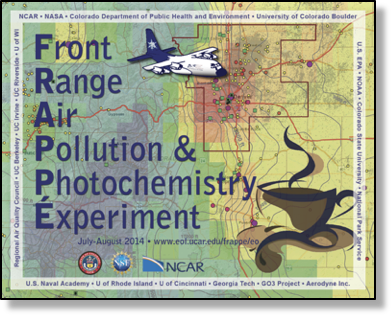 NCAR • NASA • Colorado Department of Public Health and Environment • University of Colorado Boulder
Front
Range
Air
Pollution &
Photochemistry
Éxperiment
July-August 2014 • www.eol.ucar.edu/frappe/eo
NSF
NCAR
Regional Air Quality Council • UC Berkeley • UC Irvine • UC Riverside • U of WI
U.S. EPA • NOAA • Colorado State University • National Park Service
U.S. Naval Academy • U of Rhode Island • U of Cincinnati • Georgia Tech • GO3 Project • Aerodyne Inc.